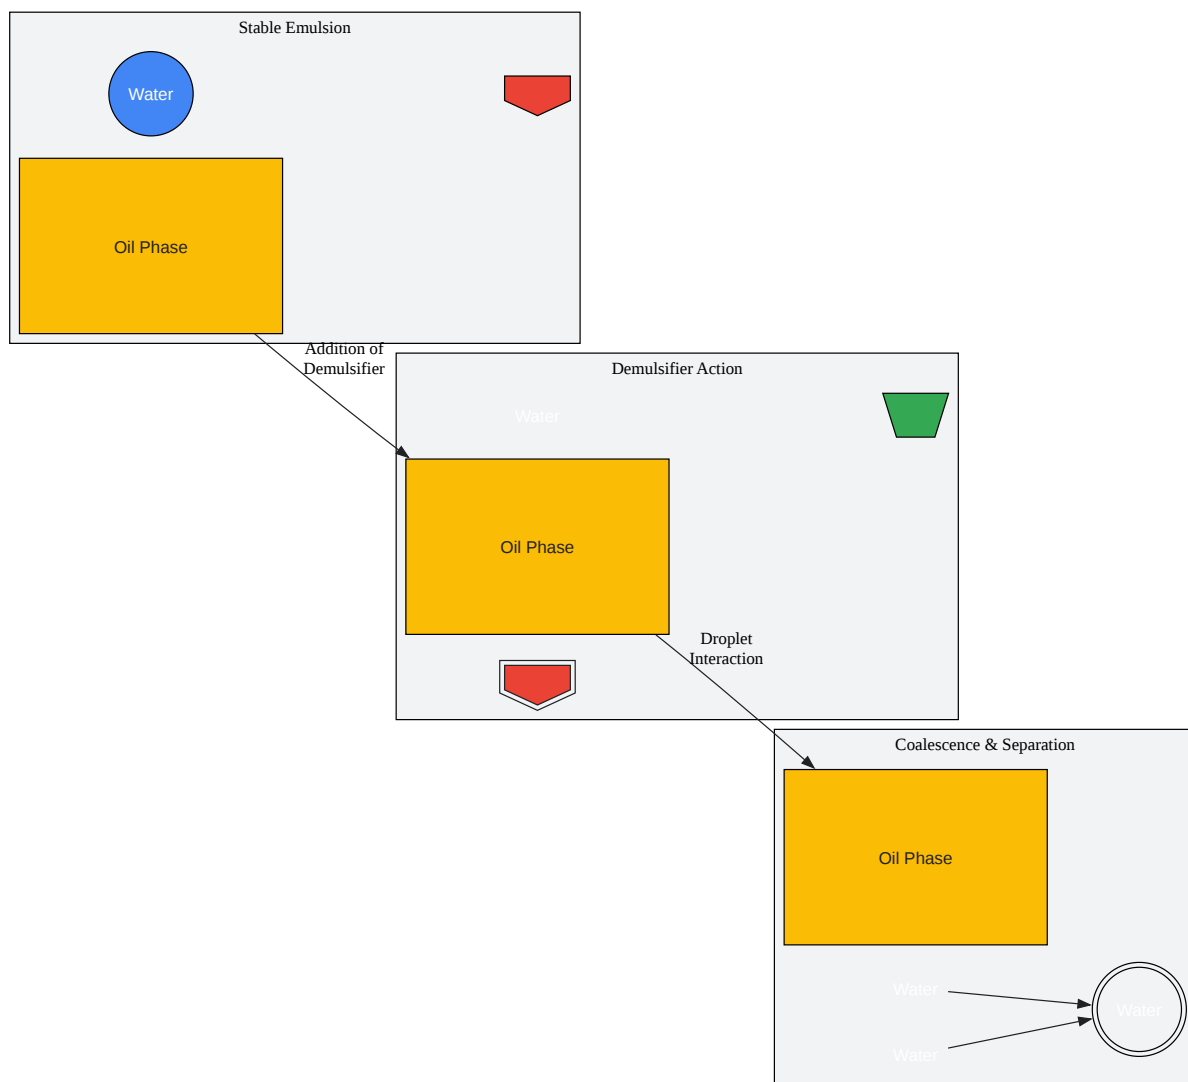 Stable Emulsion
Water
Oil Phase
Addition of
Demulsifier
Demulsifier Action
Water
Oil Phase
Droplet
Interaction
Coalescence & Separation
Oil Phase
Water
Water
Water